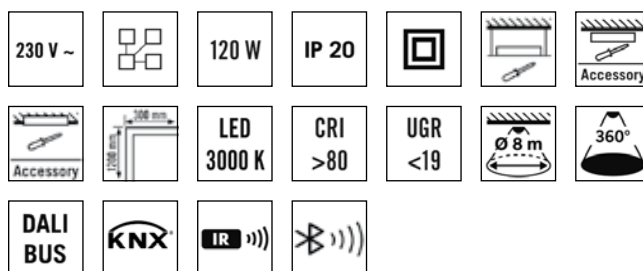 230 V ~
120 W
IP 20
Accessory
Accessory
300 mm
1200 mm
LED
3000 K
CRI
>80
UGR
<19
Ø 8 m
360°
DALI
BUS
KNX
IR